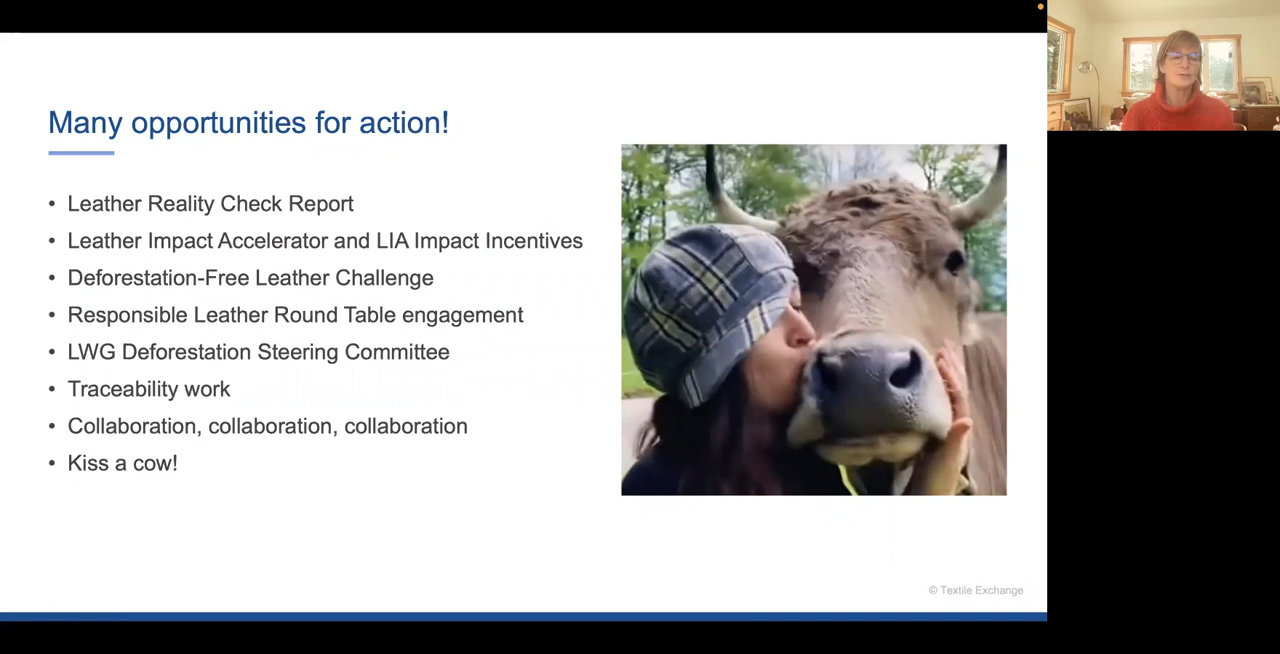 Many opportunities for action!
• Leather Reality Check Report
• Leather Impact Accelerator and LIA Impact Incentives
• Deforestation-Free Leather Challenge
• Responsible Leather Round Table engagement
• LWG Deforestation Steering Committee
• Traceability work
• Collaboration, collaboration, collaboration
• Kiss a cow!
© Textile Exchange